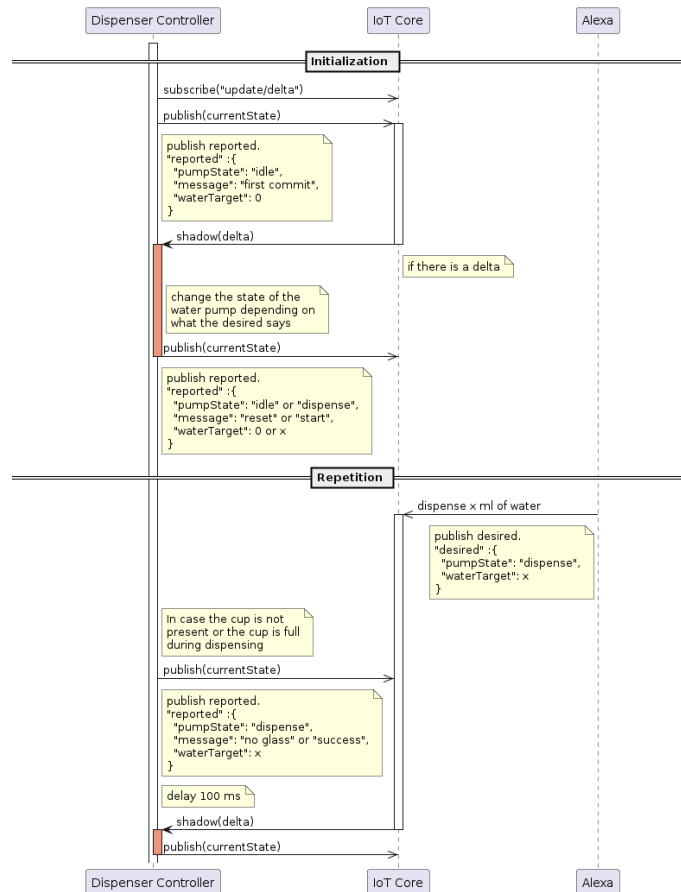 Dispenser Controller
IoT Core
Alexa
Initialization
subscribe("update/delta")
publish(currentState)
publish reported.
"reported" :{
"pumpState": "idle",
"message": "first commit",
"waterTarget": 0
}
shadow(delta)
if there is a delta
change the state of the
water pump depending on
what the desired says
publish(currentState)
publish reported.
"reported" :{
"pumpState": "idle" or "dispense",
"message": "reset" or "start",
"waterTarget": 0 or x
}
Repetition
dispense x ml of water
publish desired.
"desired" :{
"pumpState": "dispense",
"waterTarget": x
}
In case the cup is not
present or the cup is full
during dispensing
publish(currentState)
publish reported.
"reported" :{
"pumpState": "dispense",
"message": "no glass" or "success",
"waterTarget": x
}
delay 100 ms
shadow(delta)
publish(currentState)
Dispenser Controller
IoT Core
Alexa